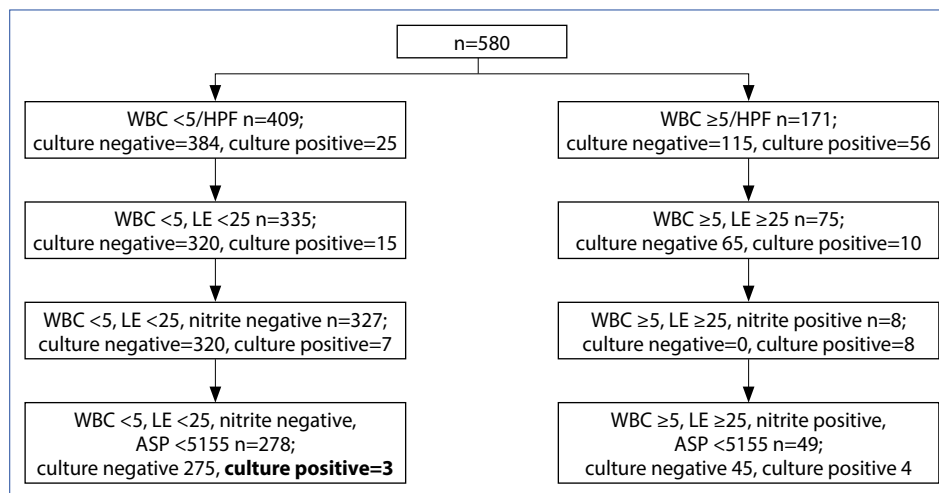 n=580
WBC <5/HPF n=409;
culture negative=384, culture positive=25
WBC ≥5/HPF n=171;
culture negative=115, culture positive=56
WBC <5, LE <25 n=335;
culture negative=320, culture positive=15
WBC ≥5, LE ≥25 n=75;
culture negative 65, culture positive=10
WBC <5, LE <25, nitrite negative n=327;
culture negative=320, culture positive=7
WBC ≥5, LE ≥25, nitrite positive n=8;
culture negative=0, culture positive=8
WBC <5, LE <25, nitrite negative,
ASP <5155 n=278;
culture negative 275, culture positive=3
WBC ≥5, LE ≥25, nitrite positive,
ASP <5155 n=49;
culture negative 45, culture positive 4